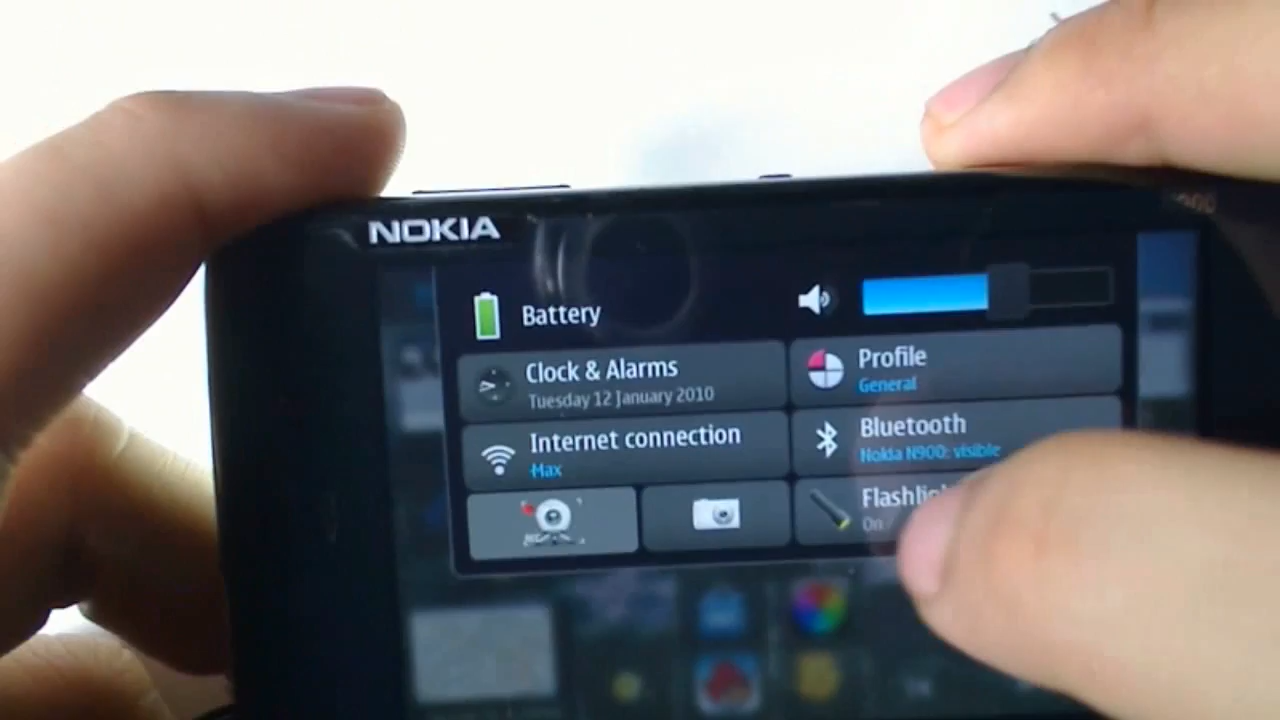 NOKIA
Battery
Clock & Alarms
Tuesday 12 January 2010
Profile
General
Internet connection
Max
Bluetooth
Nokia N900: visible
On